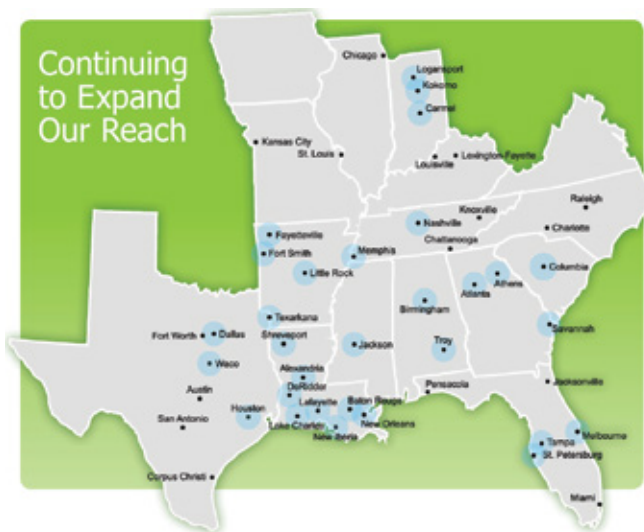 Continuing
to Expand
Our Reach
Chicago
Logansport
Kokomo
Carmel
Kansas City
St. Louis
Louisville
Lexington-Fayette
Raleigh
Knoxville
Nashville
Charlotte
Fayetteville
Chattanooga
Fort Smith
Memphis
Little Rock
Columbia
Athens
Atlanta
Birmingham
Texarkana
Savannah
Fort Worth
Dallas
Shreveport
Jackson
Troy
Waco
Alexandria
DeRidder
Pensacola
Jacksonville
Austin
Lafayette
Baton Rouge
Houston
San Antonio
Lake Charles
New Orleans
New Iberia
Melbourne
Tampa
St. Petersburg
Corpus Christi
Miami